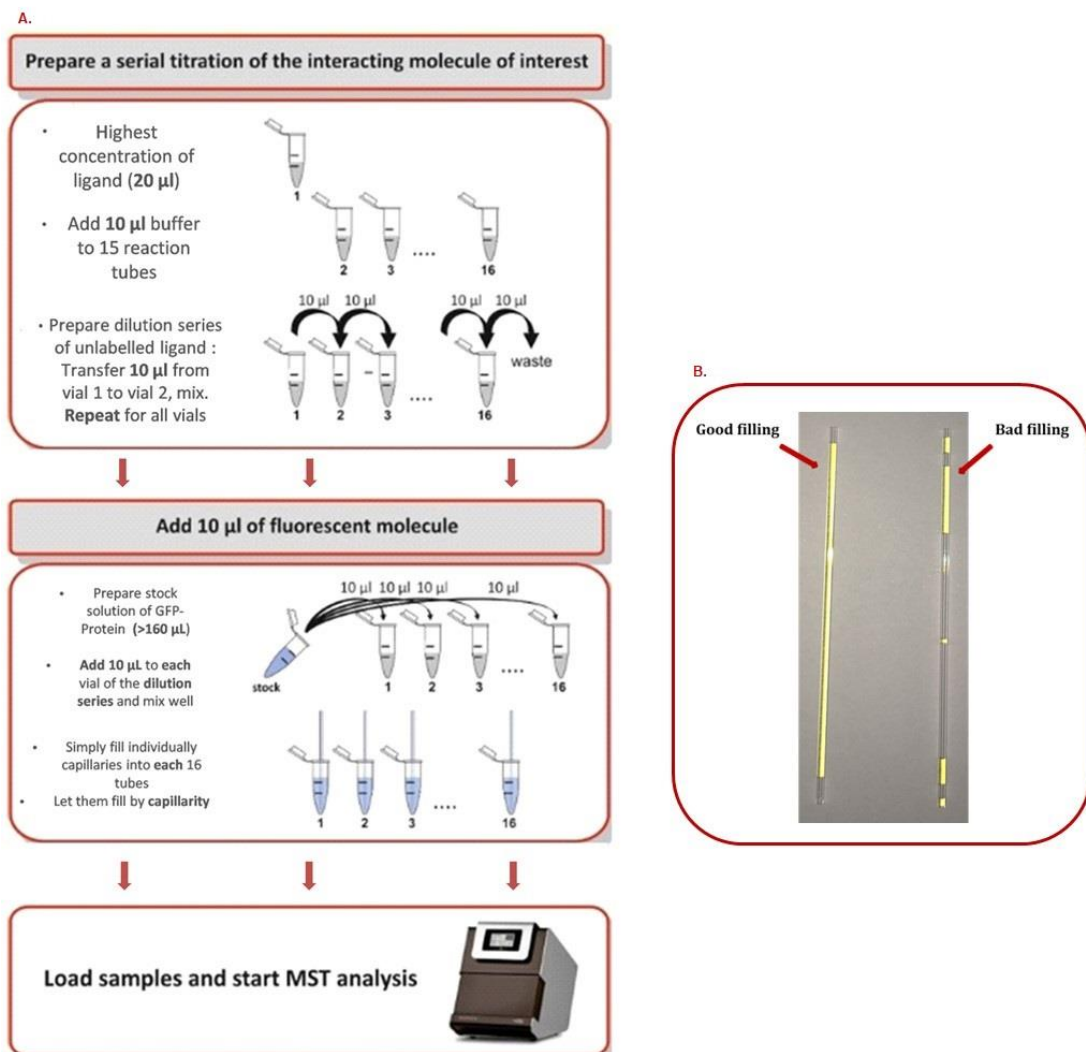 A.
Prepare a serial titration of the interacting molecule of interest
• Highest
concentration of
ligand (20 µl)
1
• Add 10 µl buffer
to 15 reaction
tubes
2 3 .... 16
10 µl 10 µl 10 µl 10 µl
• Prepare dilution series
of unlabelled ligand :
Transfer 10 µl from
vial 1 to vial 2, mix.
Repeat for all vials
waste
1 2 3 .... 16
Add 10 µl of fluorescent molecule
• Prepare stock
solution of GFP-
Protein (>160 µL)
• Add 10 µL to each
vial of the dilution
series and mix well
10 µl 10 µl 10 µl 10 µl
stock 1 2 3 .... 16
• Simply fill individually
capillaries into each 16
tubes
• Let them fill by capillarity
1 2 3 .... 16
Load samples and start MST analysis
B.
Good filling
Bad filling